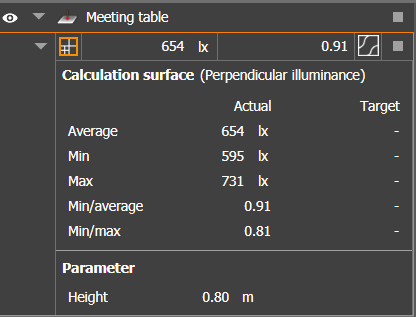 Meeting table
654 lx 0.91
Calculation surface (Perpendicular illuminance)
Actual Target
Average 654 lx -
Min 595 lx -
Max 731 lx -
Min/average 0.91 -
Min/max 0.81 -
Parameter
Height 0.80 m